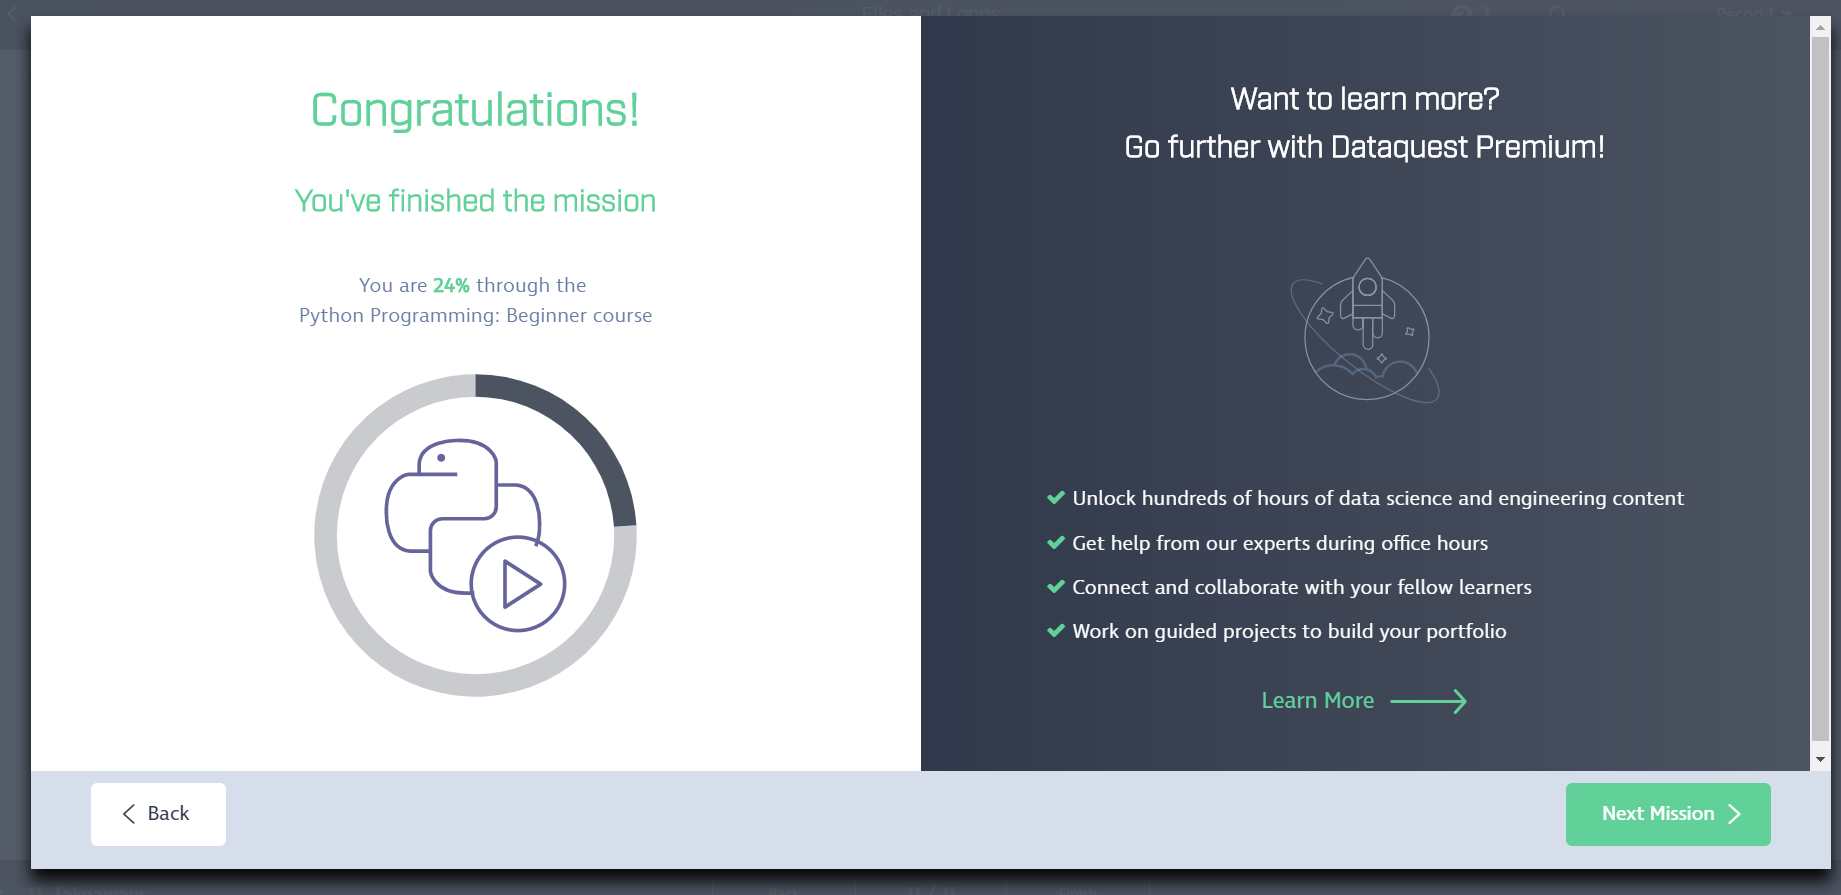 Files and Loops
Congratulations!
You've finished the mission
You are 24% through the
Python Programming: Beginner course
Want to learn more?
Go further with Dataquest Premium!
Unlock hundreds of hours of data science and engineering content
Get help from our experts during office hours
Connect and collaborate with your fellow learners
Work on guided projects to build your portfolio
Learn More
Back
Next Mission